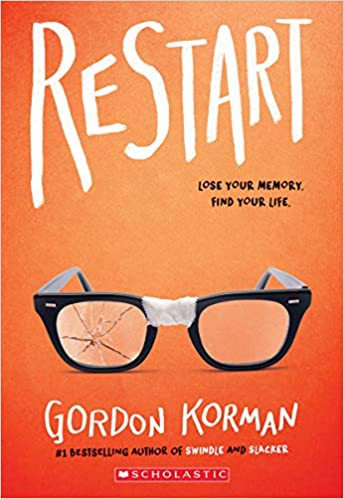 RESTART
LOSE YOUR MEMORY.
FIND YOUR LIFE.
GORDON KORMAN
#1 BESTSELLING AUTHOR OF SWINDLE AND SLACKER
SCHOLASTIC